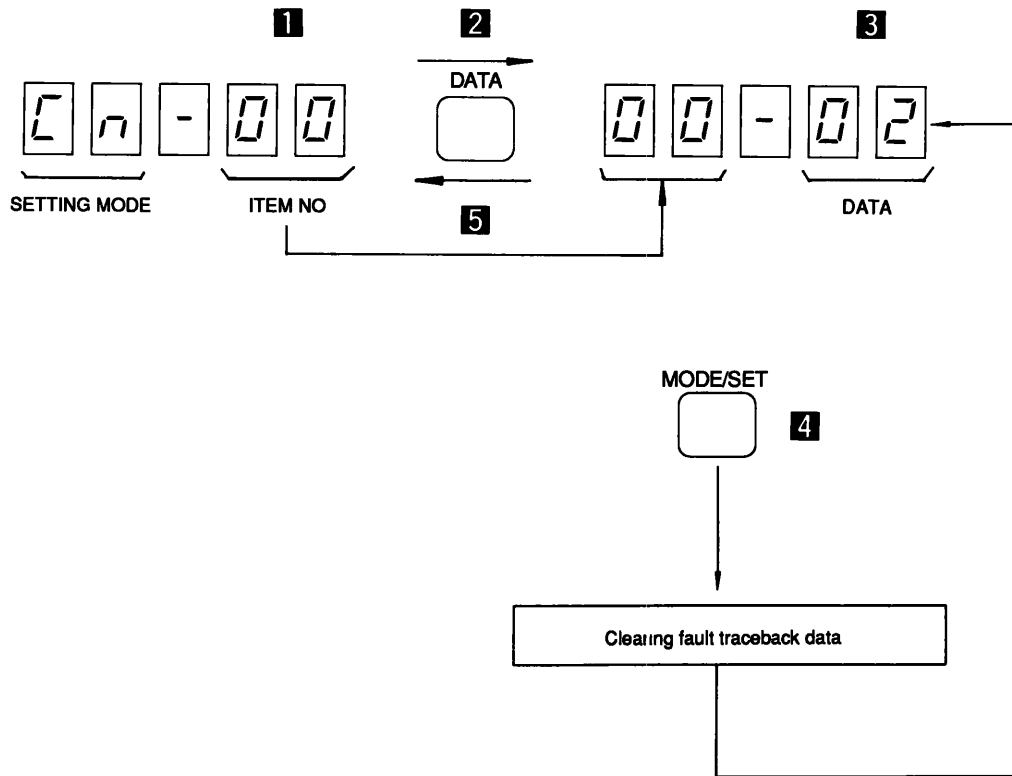 1 2 3
DATA
Cn-00 00-02
SETTING MODE ITEM NO DATA
5
MODE/SET
4
Clearing fault traceback data